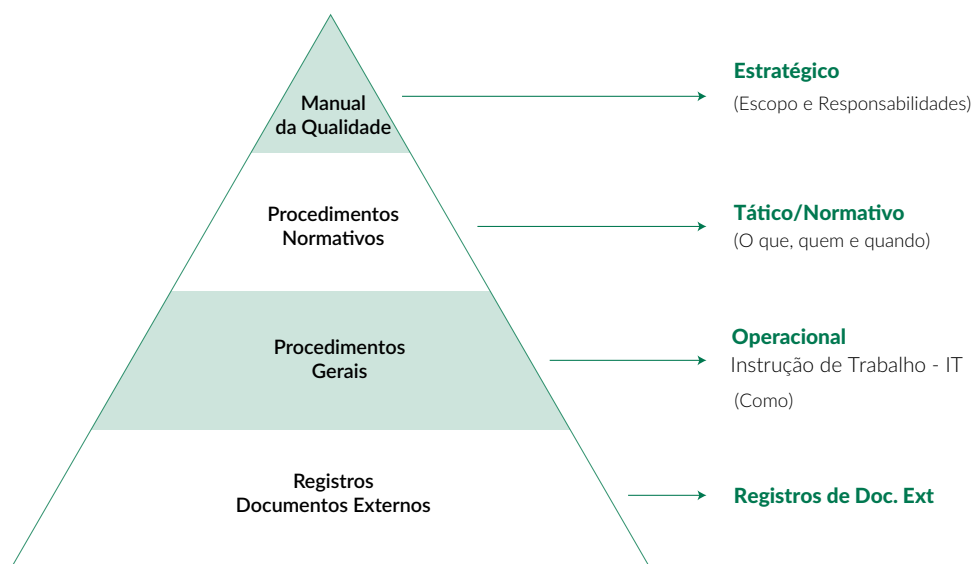 Manual
da Qualidade
Estratégico
(Escopo e Responsabilidades)
Procedimentos
Normativos
Tático/Normativo
(O que, quem e quando)
Procedimentos
Gerais
Operacional
Instrução de Trabalho - IT
(Como)
Registros
Documentos Externos
Registros de Doc. Ext